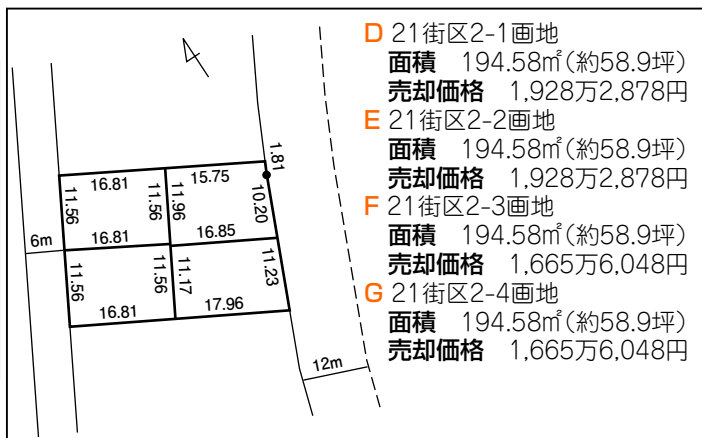 D 21街区2-1画地
面積 194.58㎡(約58.9坪)
売却価格 1,928万2,878円
E 21街区2-2画地
面積 194.58㎡(約58.9坪)
売却価格 1,928万2,878円
F 21街区2-3画地
面積 194.58㎡(約58.9坪)
売却価格 1,665万6,048円
G 21街区2-4画地
面積 194.58㎡(約58.9坪)
売却価格 1,665万6,048円
1.81
16.81
15.75
11.56
11.56
11.96
10.20
16.81
16.85
6m
11.56
11.56
11.17
11.23
16.81
17.96
12m